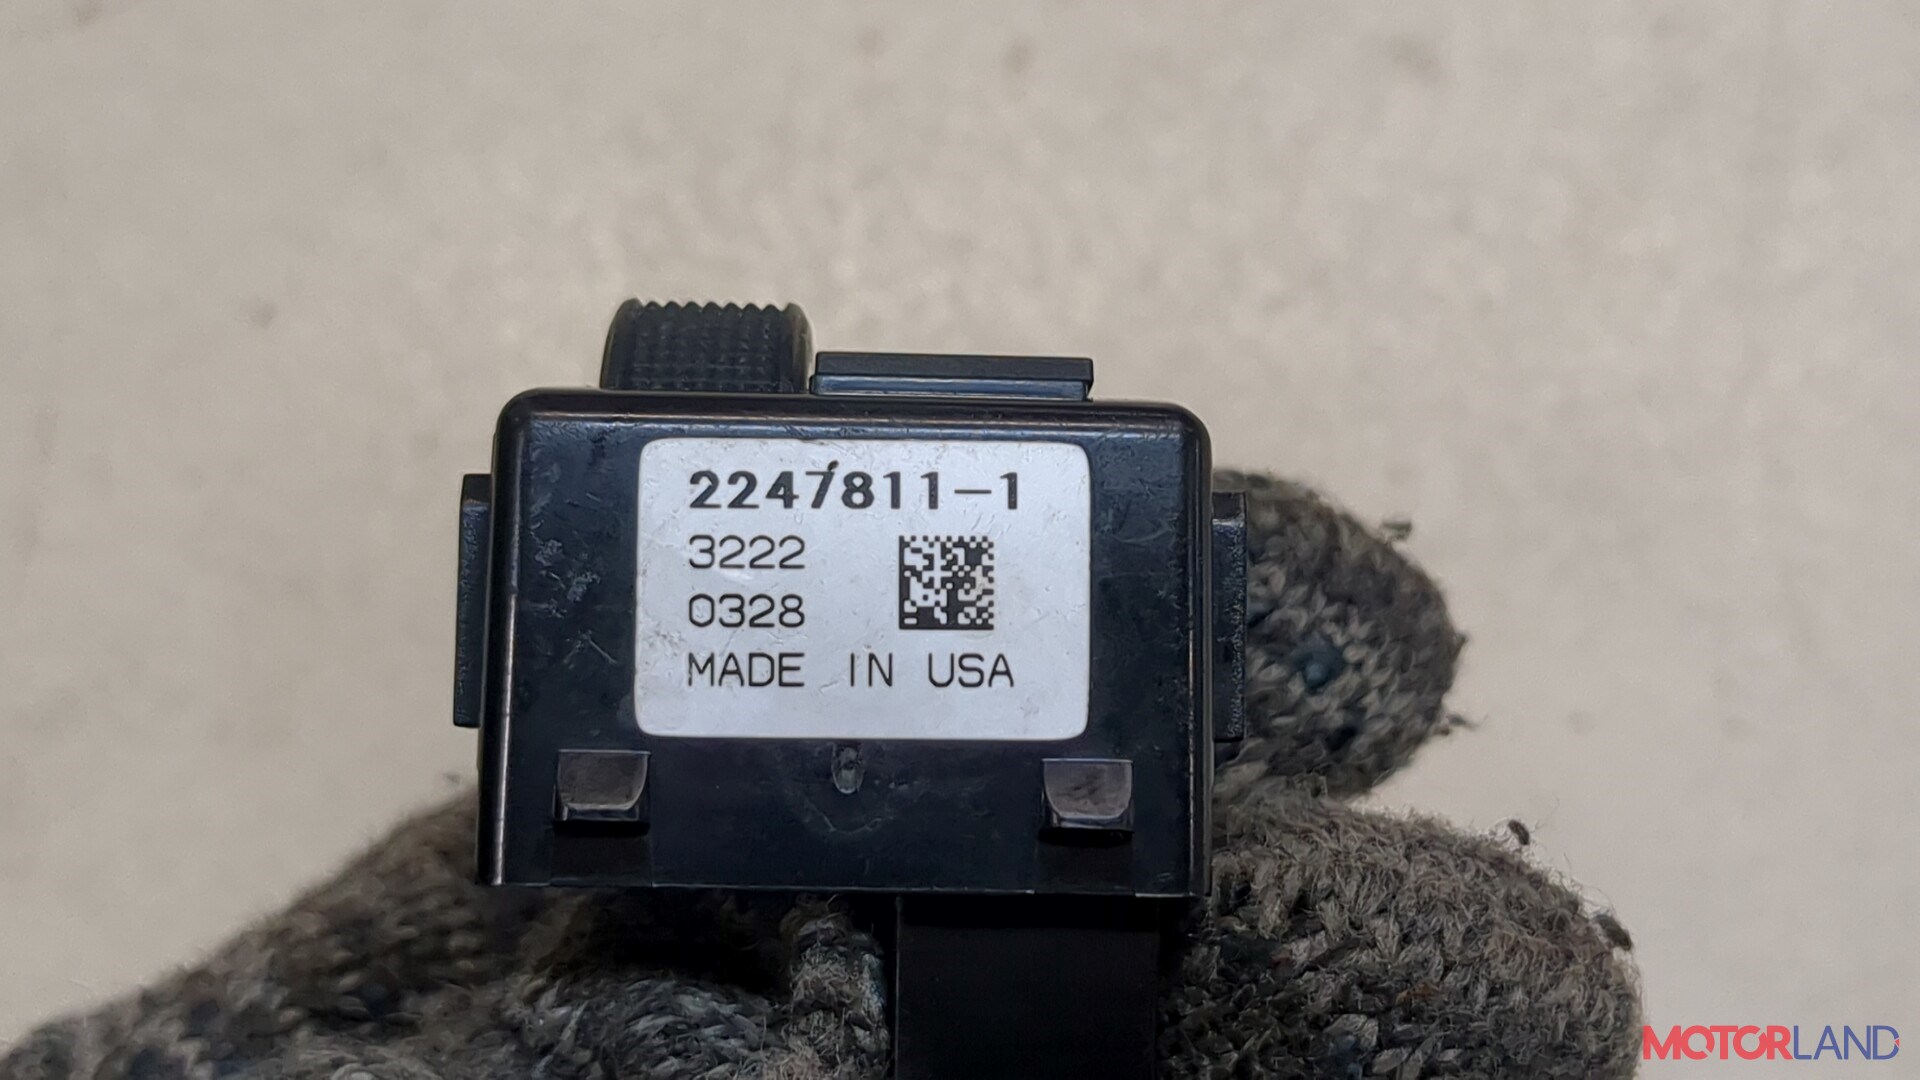 2247811-1
3222
0328
MADE IN USA
MOTORLAND